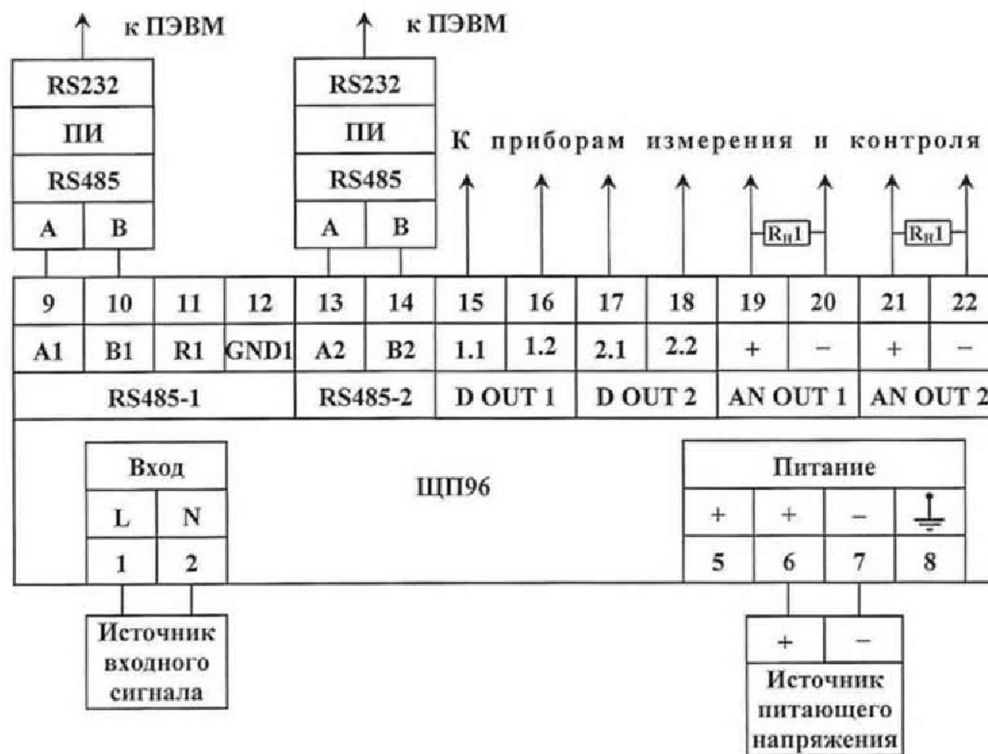 к ПЭВМ
к ПЭВМ
RS232
ПИ
RS485
A B
RS232
ПИ
RS485
A B
К приборам измерения и контроля
Rн1
Rн1
9 10 11 12 13 14 15 16 17 18 19 20 21 22
A1 B1 R1 GND1 A2 B2 1.1 1.2 2.1 2.2 + − + −
RS485-1 RS485-2 D OUT 1 D OUT 2 AN OUT 1 AN OUT 2
Вход
L N
1 2
ЩП96
Питание
+ + −
5 6 7 8
Источник
входного
сигнала
+ −
Источник
питающего
напряжения